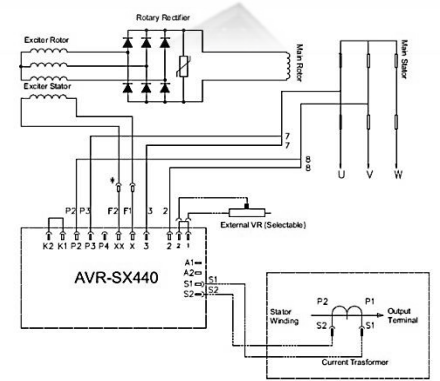 Rotary Rectifier
Exciter Rotor
Exciter Stator
Main Rotor
Main Stator
7
7
8
8
U V W
*
P2 P3 F2 F1 3 2
External VR (Selectable)
K2 K1 P2 P3 P4 XX X 3 2 2 1
AVR-SX440
A1
A2
S1 S1
S2 S2
P2 P1
Stator Winding
Output Terminal
S2 S1
Current Trasformer